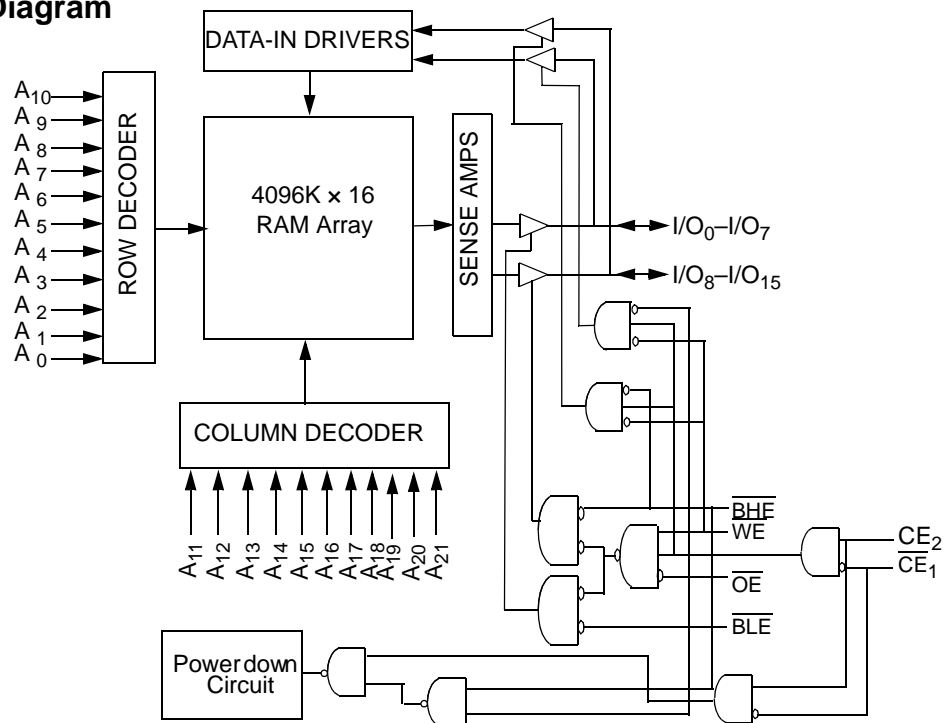 Diagram
DATA-IN DRIVERS
A10
A9
A8
A7
A6
A5
A4
A3
A2
A1
A0
ROW DECODER
4096K × 16
RAM Array
SENSE AMPS
I/O0–I/O7
I/O8–I/O15
COLUMN DECODER
A11
A12
A13
A14
A15
A16
A17
A18
A19
A20
A21
BHE
WE
CE2
CE1
OE
BLE
Power down
Circuit